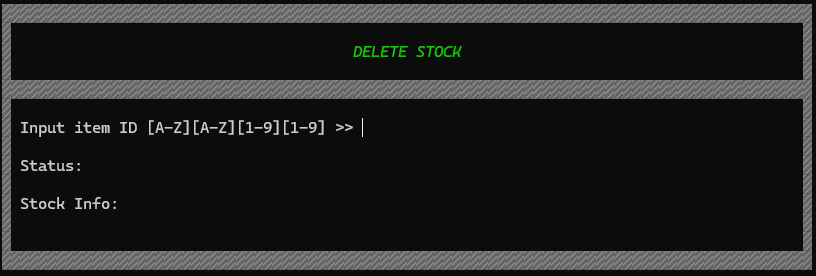 DELETE STOCK
Input item ID [A-Z][A-Z][1-9][1-9] >>
Status:
Stock Info: